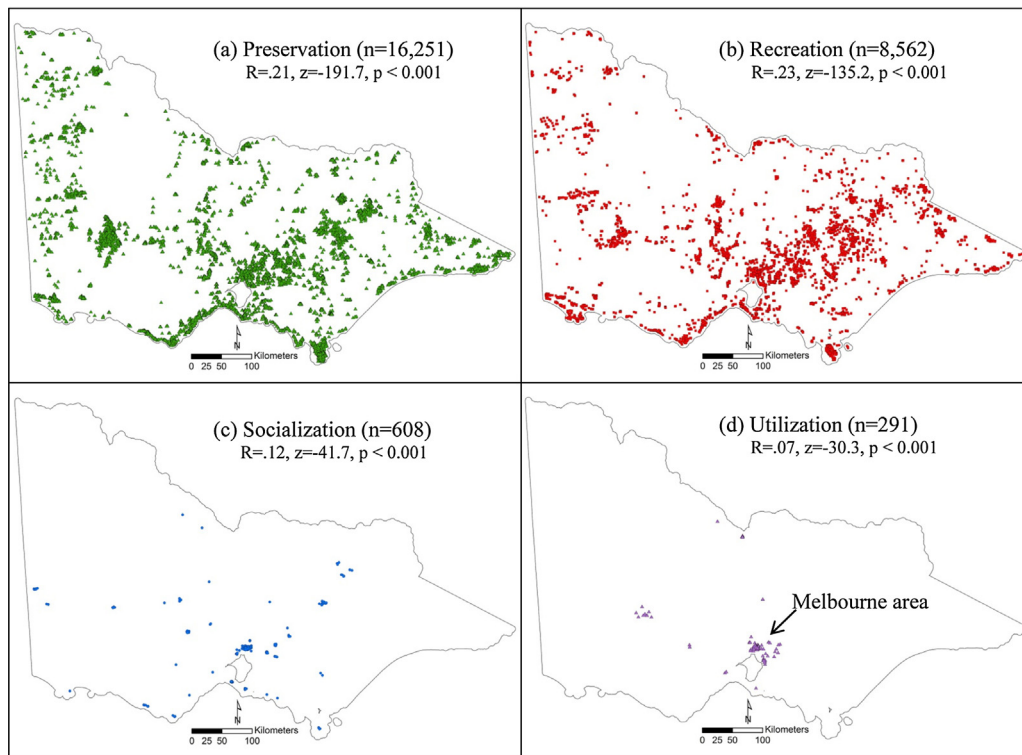 (a) Preservation (n=16,251)
R=.21, z=-191.7, p < 0.001
N
0 25 50 100
Kilometers
(b) Recreation (n=8,562)
R=.23, z=-135.2, p < 0.001
N
0 25 50 100
Kilometers
(c) Socialization (n=608)
R=.12, z=-41.7, p < 0.001
N
0 25 50 100
Kilometers
(d) Utilization (n=291)
R=.07, z=-30.3, p < 0.001
Melbourne area
N
0 25 50 100
Kilometers